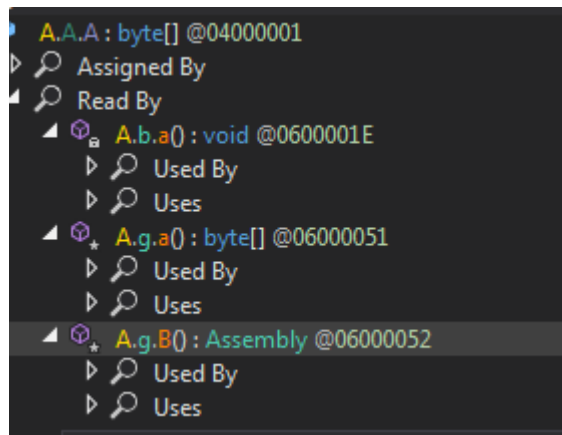 A.A.A : byte[] @04000001
Assigned By
Read By
A.b.a() : void @0600001E
Used By
Uses
A.g.a() : byte[] @06000051
Used By
Uses
A.g.B() : Assembly @06000052
Used By
Uses